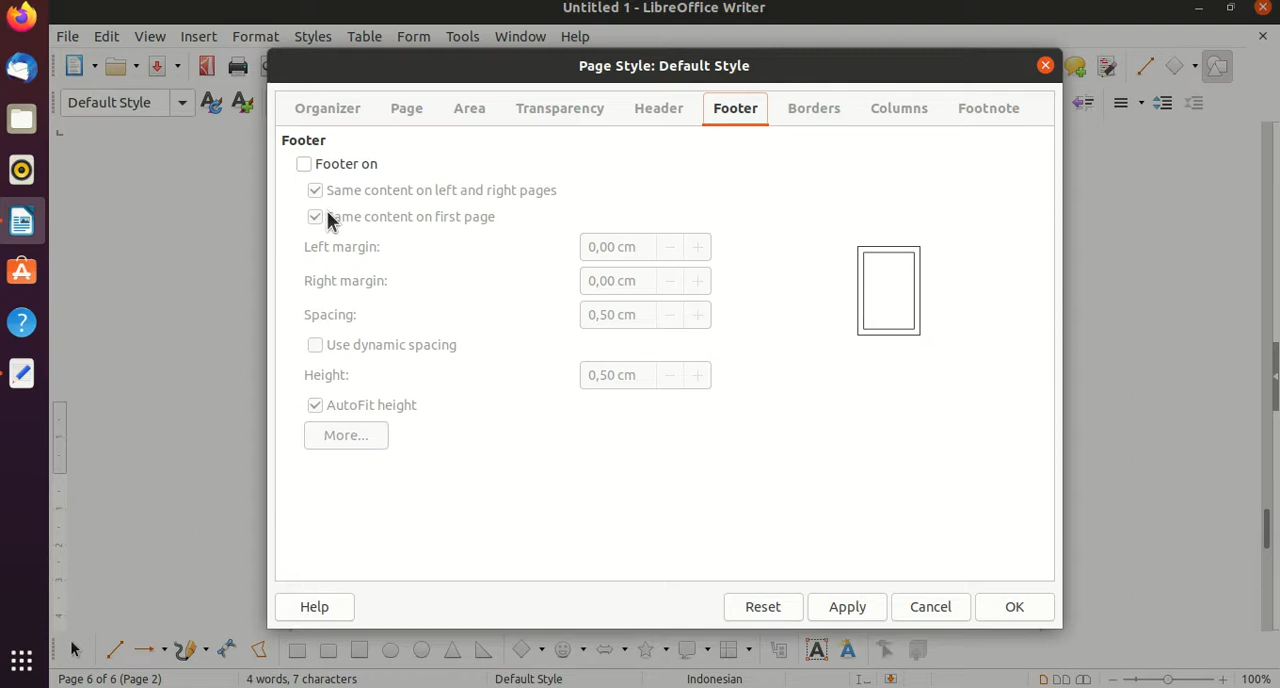 Untitled 1 - LibreOffice Writer
File Edit View Insert Format Styles Table Form Tools Window Help
Page Style: Default Style
Default Style
Organizer Page Area Transparency Header Footer Borders Columns Footnote
Footer
Footer on
Same content on left and right pages
ame content on first page
Left margin: 0,00 cm
Right margin: 0,00 cm
Spacing: 0,50 cm
Use dynamic spacing
Height: 0,50 cm
AutoFit height
More...
Help Reset Apply Cancel OK
Page 6 of 6 (Page 2) 4 words, 7 characters Default Style Indonesian 100%